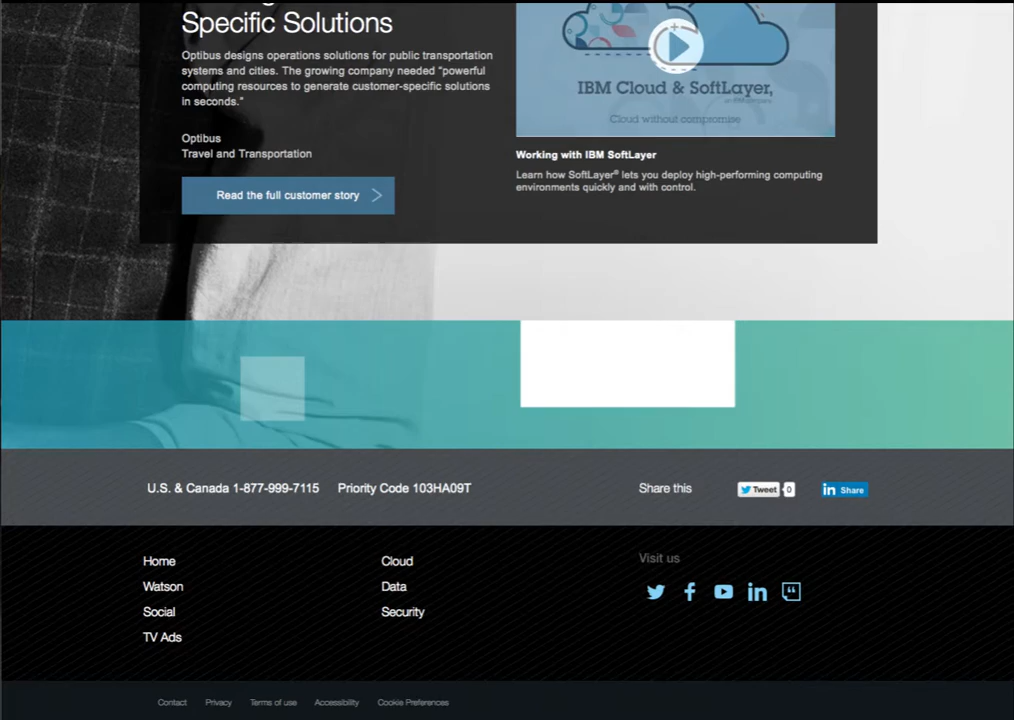 Specific Solutions
Optibus designs operations solutions for public transportation
systems and cities. The growing company needed “powerful
computing resources to generate customer-specific solutions
in seconds.”
Optibus
Travel and Transportation
Read the full customer story
IBM Cloud & SoftLayer,
an IBM company
Cloud without compromise
Working with IBM SoftLayer
Learn how SoftLayer® lets you deploy high-performing computing
environments quickly and with control.
U.S. & Canada 1-877-999-7115 Priority Code 103HA09T
Share this
Tweet 0
in Share
Home
Watson
Social
TV Ads
Cloud
Data
Security
Visit us
Contact Privacy Terms of use Accessibility Cookie Preferences